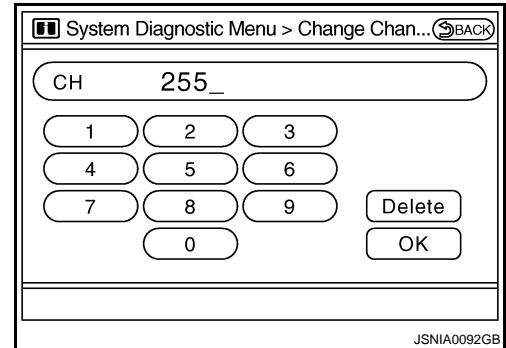 System Diagnostic Menu > Change Chan... BACK
CH 255_
1 2 3
4 5 6
7 8 9 Delete
0 OK
JSNIA0092GB